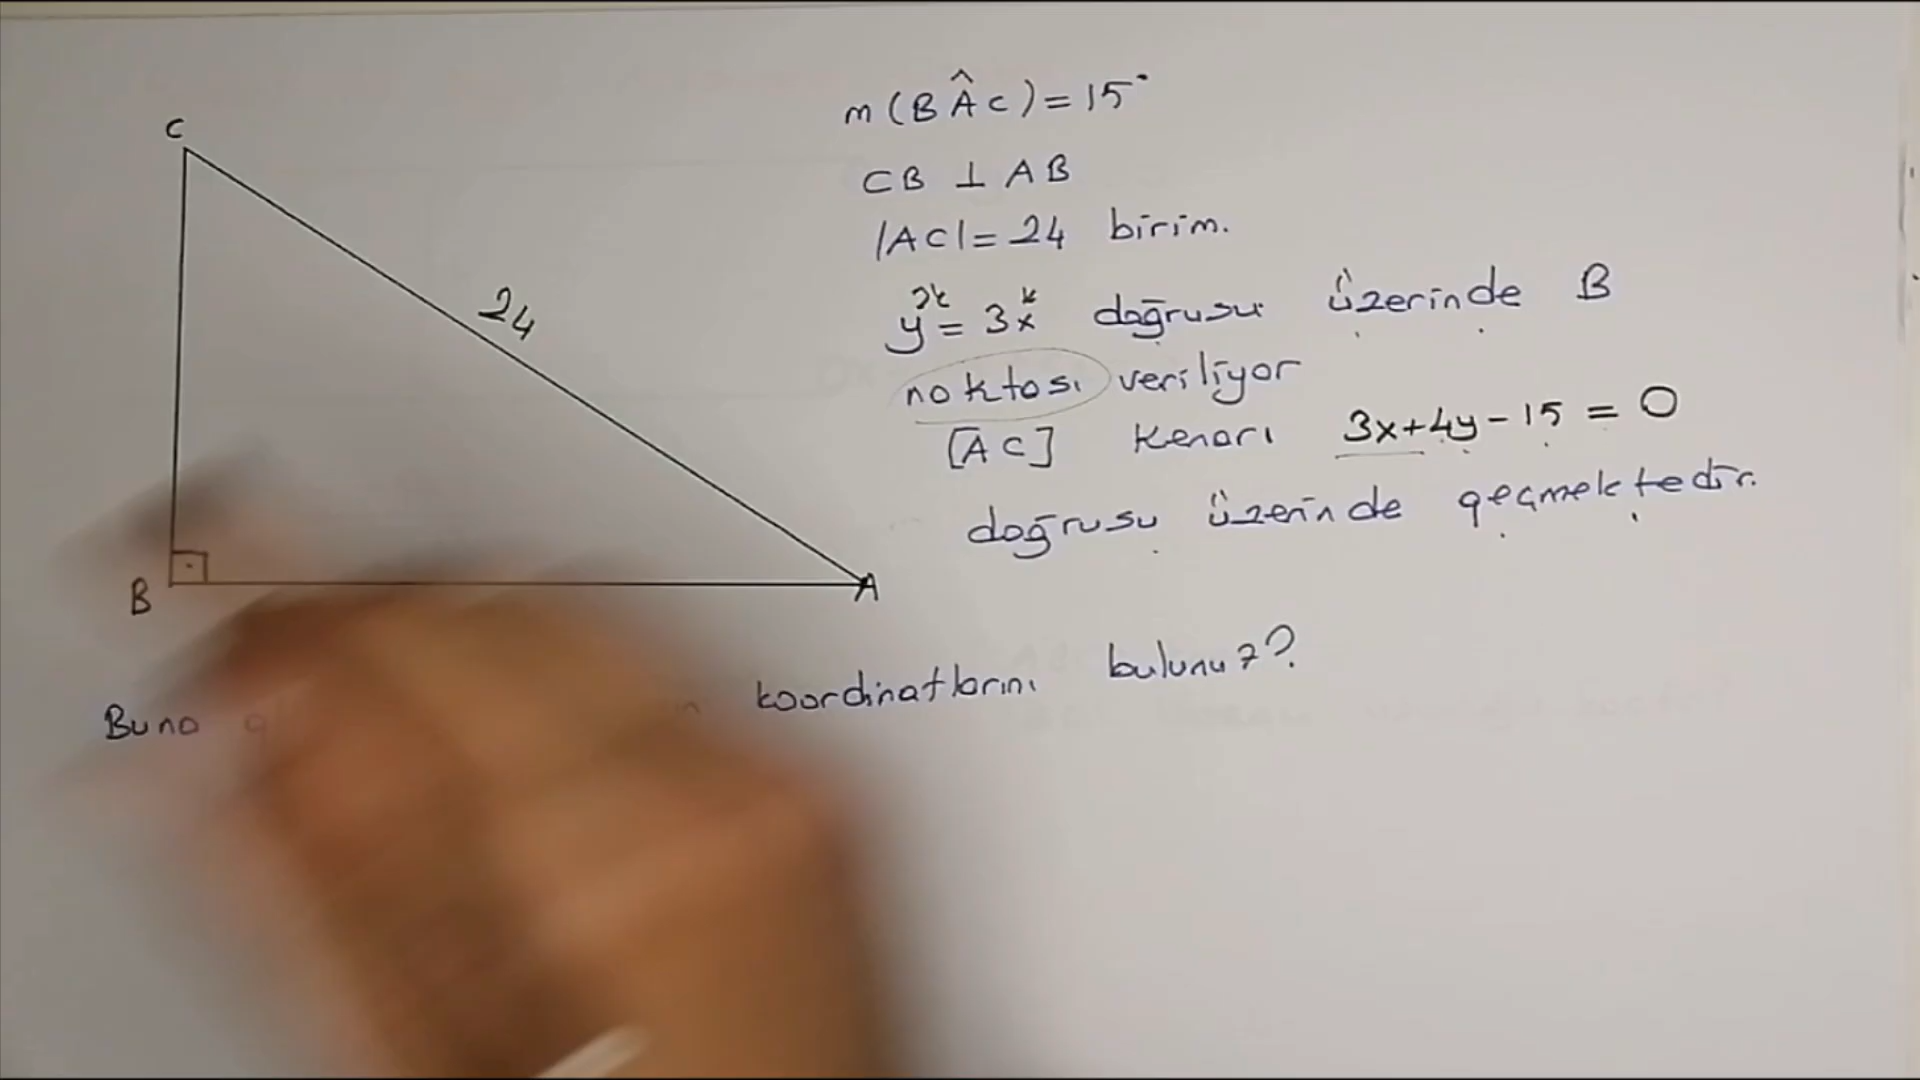 C
24
B
A
m(BÂC)=15°
CB ⊥ AB
|AC|=24 birim.
y = 3x doğrusu üzerinde B
noktası veriliyor
[AC] Kenarı 3x+4y-15=0
doğrusu üzerinde geçmektedir.
Buna koordinatlarını bulunuz?